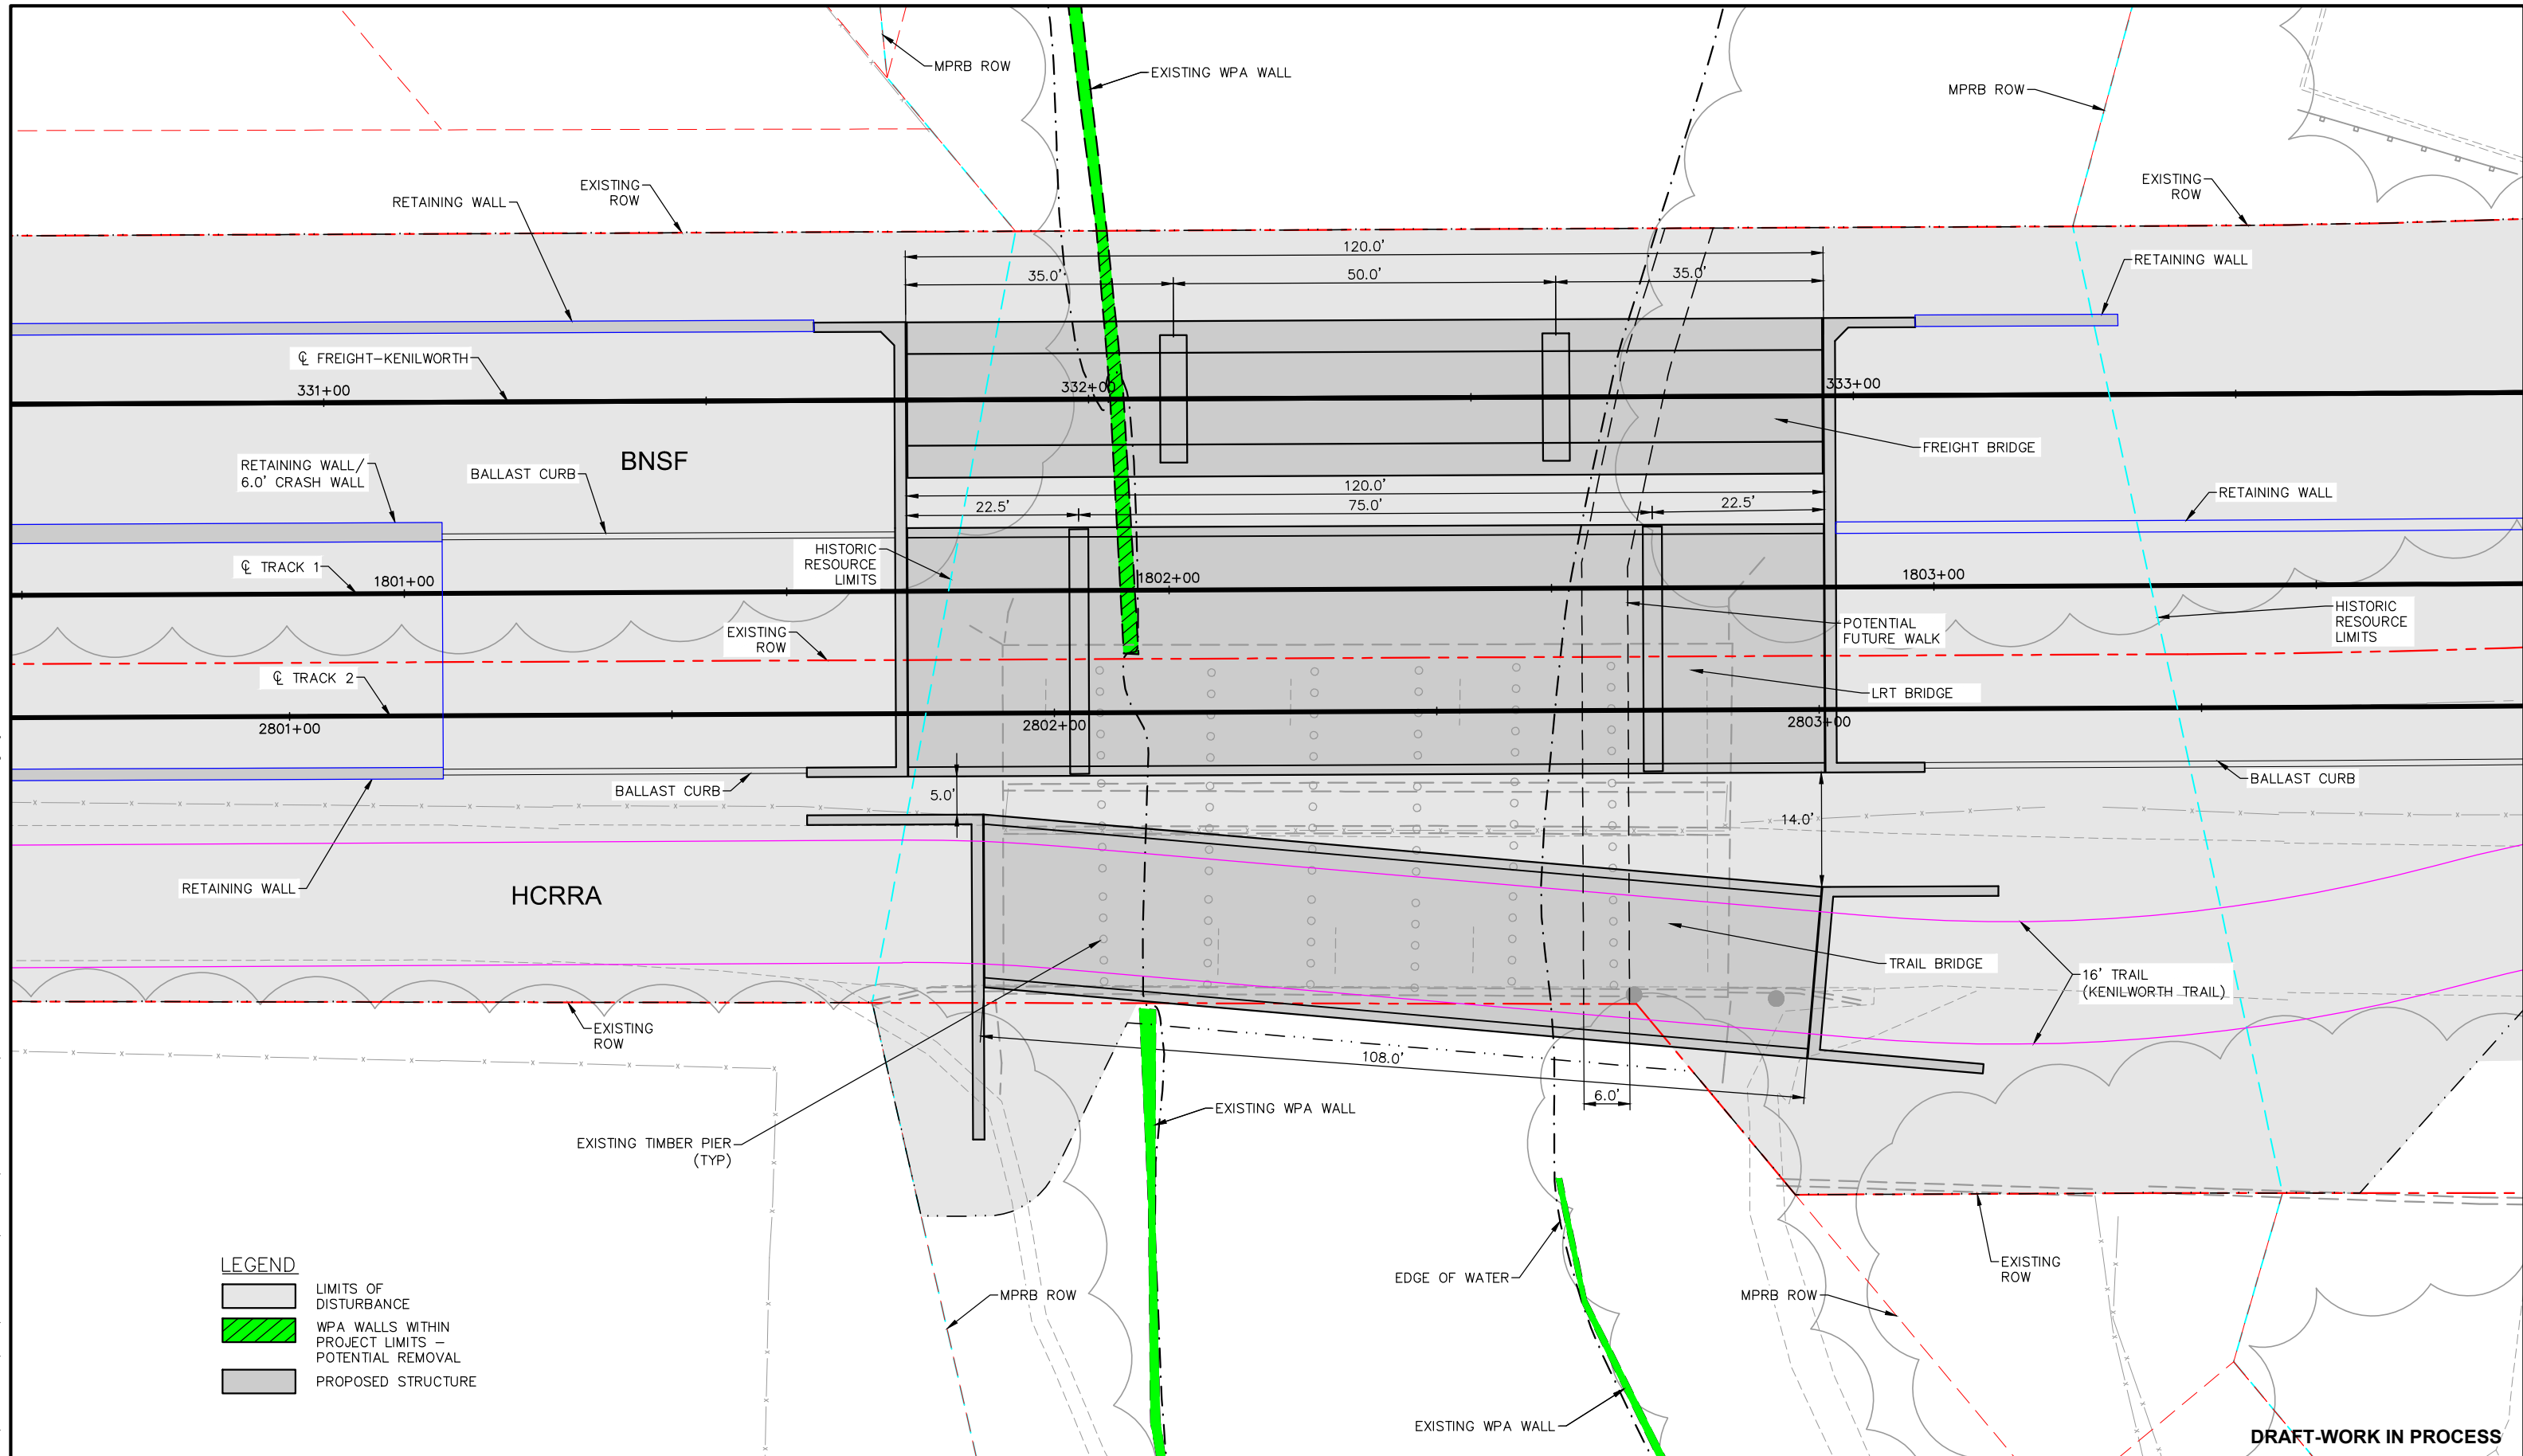 MPRB ROW
EXISTING WPA WALL
MPRB ROW
EXISTING
ROW
RETAINING WALL
EXISTING
ROW
RETAINING WALL
120.0'
35.0'
50.0'
35.0'
℄ FREIGHT-KENILWORTH
331+00
332+00
333+00
BNSF
FREIGHT BRIDGE
RETAINING WALL/
6.0' CRASH WALL
BALLAST CURB
120.0'
22.5'
75.0'
22.5'
RETAINING WALL
HISTORIC
RESOURCE
LIMITS
℄ TRACK 1
1801+00
1802+00
1803+00
HISTORIC
RESOURCE
LIMITS
EXISTING
ROW
POTENTIAL
FUTURE WALK
℄ TRACK 2
LRT BRIDGE
2801+00
2802+00
2803+00
BALLAST CURB
BALLAST CURB
5.0'
14.0'
RETAINING WALL
HCRRA
TRAIL BRIDGE
16' TRAIL
(KENILWORTH TRAIL)
EXISTING
ROW
108.0'
6.0'
EXISTING WPA WALL
EXISTING TIMBER PIER
(TYP)
EXISTING
ROW
EDGE OF WATER
MPRB ROW
MPRB ROW
EXISTING WPA WALL
LEGEND
LIMITS OF
DISTURBANCE
WPA WALLS WITHIN
PROJECT LIMITS -
POTENTIAL REMOVAL
PROPOSED STRUCTURE
DRAFT-WORK IN PROCESS